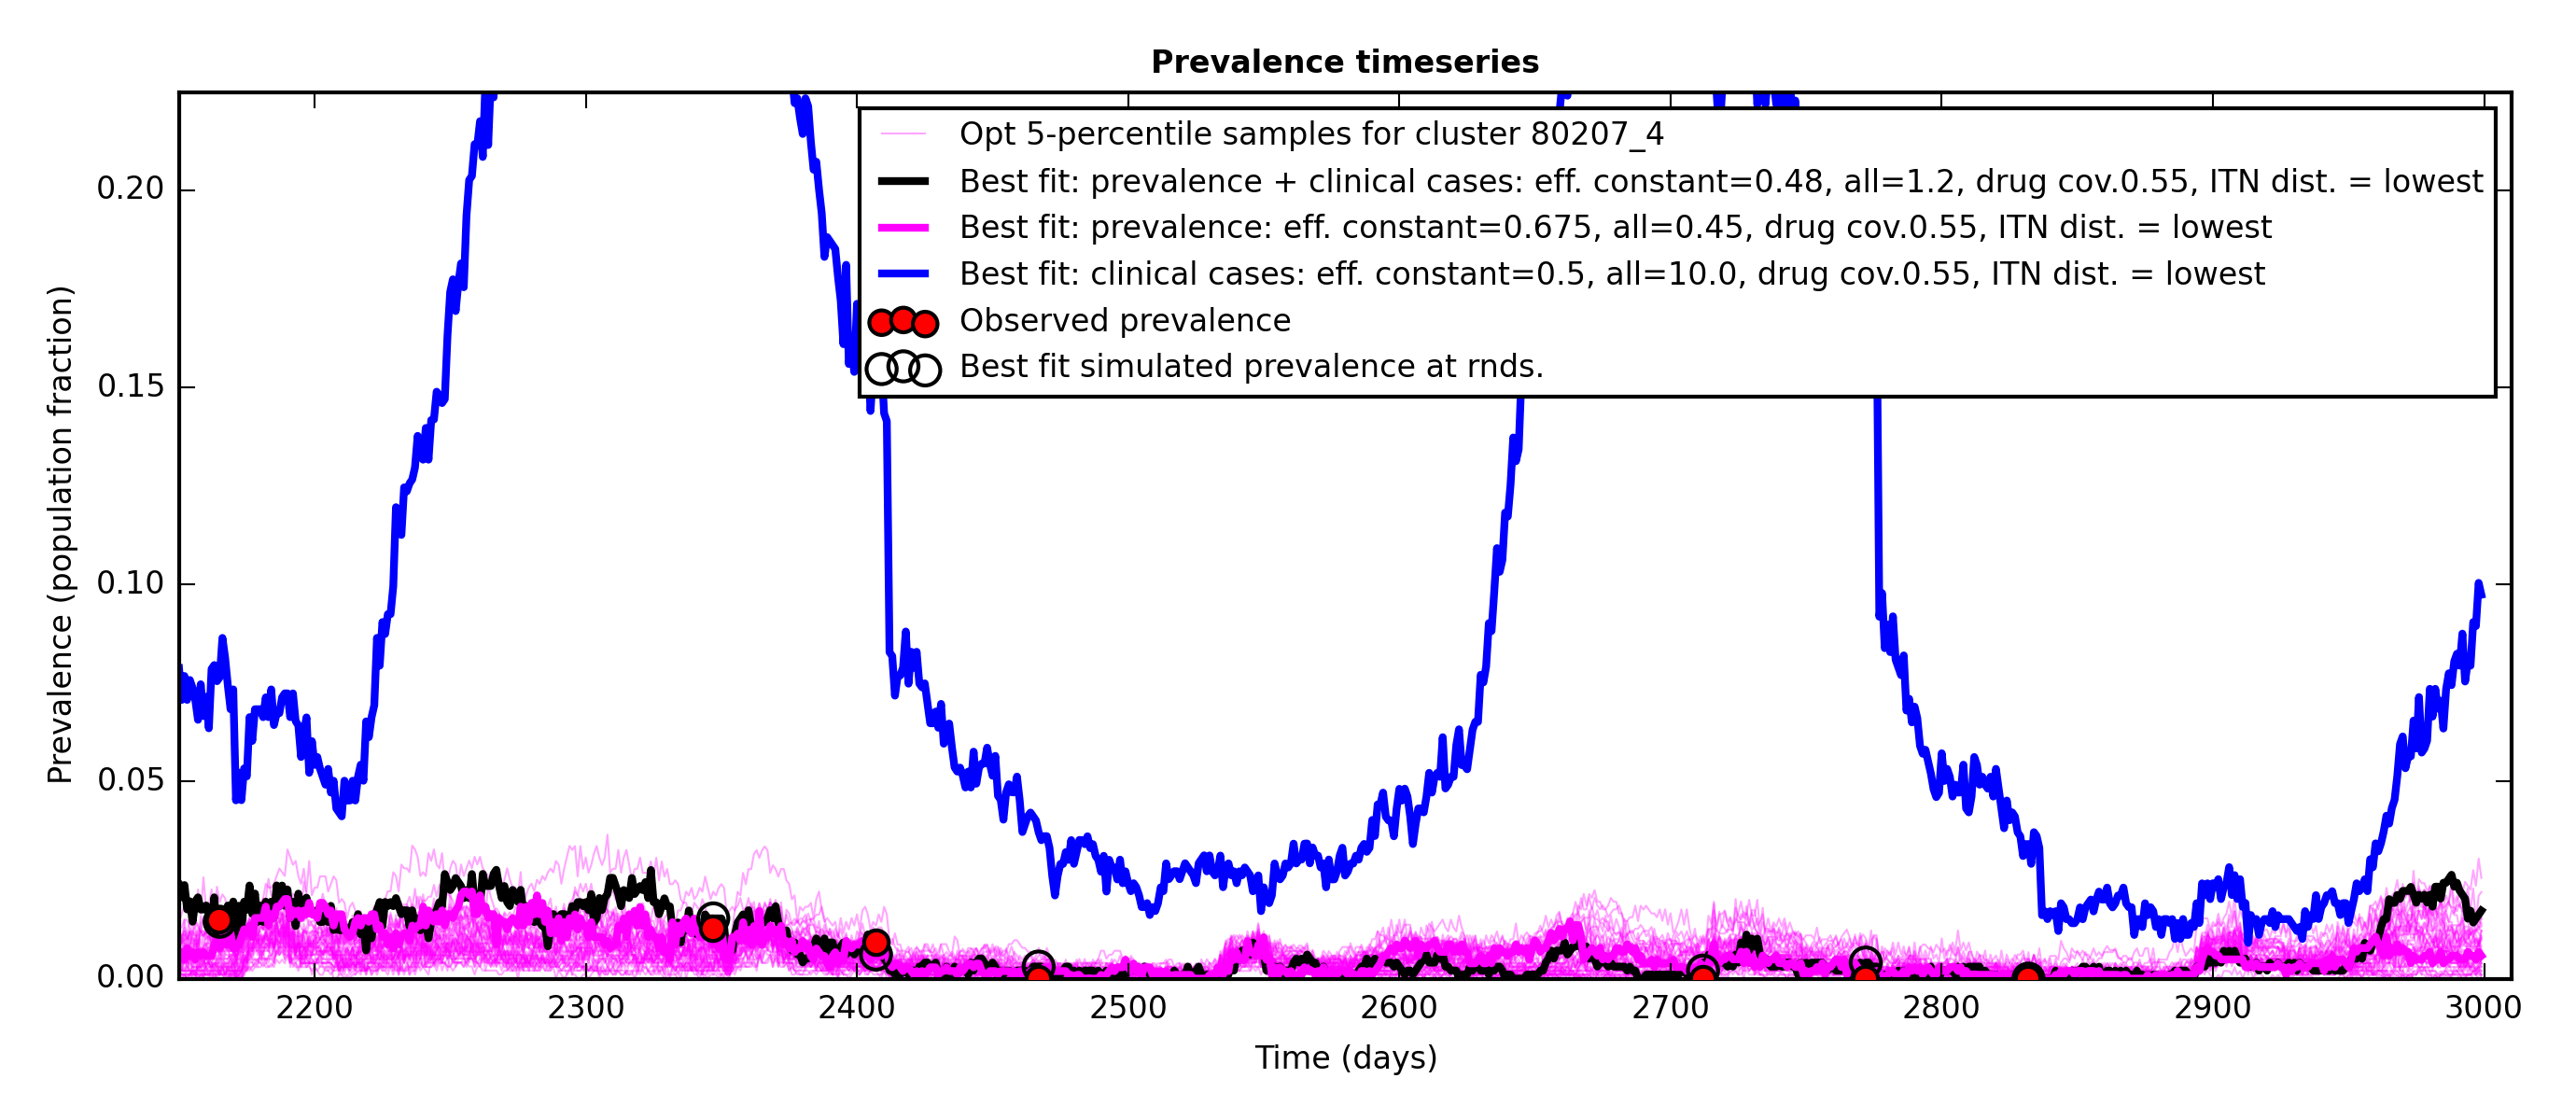 Prevalence timeseries
Opt 5-percentile samples for cluster 80207_4
Best fit: prevalence + clinical cases: eff. constant=0.48, all=1.2, drug cov.0.55, ITN dist. = lowest
Best fit: prevalence: eff. constant=0.675, all=0.45, drug cov.0.55, ITN dist. = lowest
Best fit: clinical cases: eff. constant=0.5, all=10.0, drug cov.0.55, ITN dist. = lowest
Observed prevalence
Best fit simulated prevalence at rnds.
Prevalence (population fraction)
0.20
0.15
0.10
0.05
0.00
2200 2300 2400 2500 2600 2700 2800 2900 3000
Time (days)